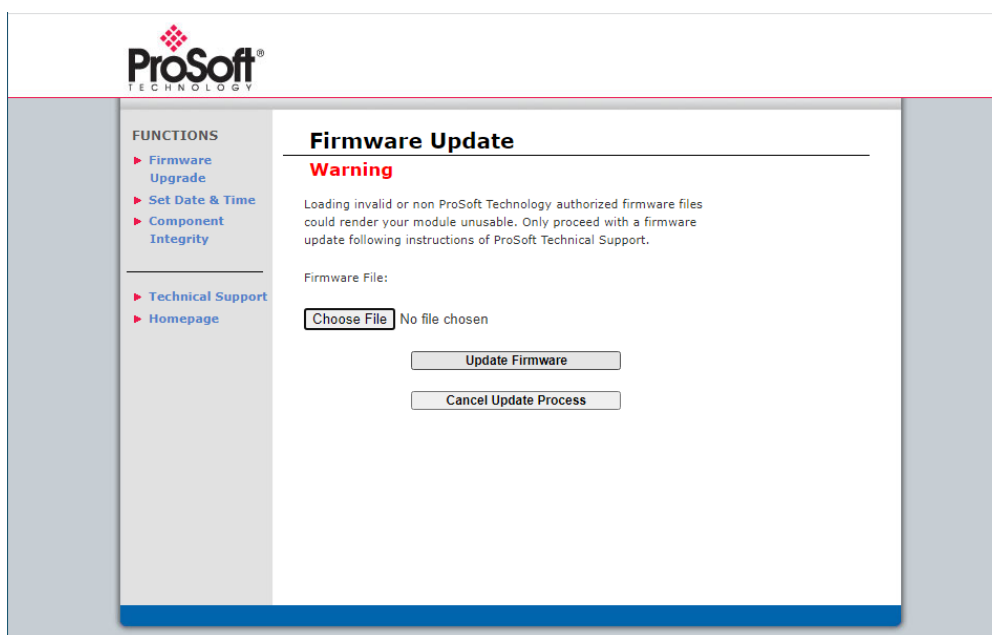 ProSoft®
TECHNOLOGY
FUNCTIONS
Firmware
Upgrade
Set Date & Time
Component
Integrity
Technical Support
Homepage
Firmware Update
Warning
Loading invalid or non ProSoft Technology authorized firmware files
could render your module unusable. Only proceed with a firmware
update following instructions of ProSoft Technical Support.
Firmware File:
Choose File No file chosen
Update Firmware
Cancel Update Process